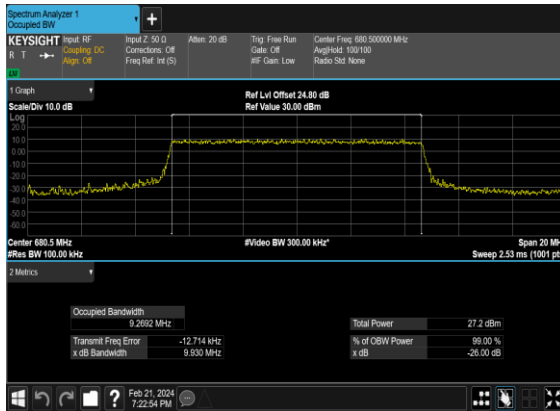 Spectrum Analyzer 1
Occupied BW
KEYSIGHT
R T
Input: RF
Coupling: DC
Align: Off
Input Z: 50 Ω
Corrections: Off
Freq Ref: Int (S)
Atten: 20 dB
Trig: Free Run
Gate: Off
#IF Gain: Low
Center Freq: 680.500000 MHz
Avg|Hold: 100/100
Radio Std: None
1 Graph
Scale/Div 10.0 dB
Ref Lvl Offset 24.80 dB
Ref Value 30.00 dBm
Log
20.0
10.0
0.00
-10.0
-20.0
-30.0
-40.0
-50.0
-60.0
Center 680.5 MHz
#Res BW 100.00 kHz
#Video BW 300.00 kHz*
Span 20 MH
Sweep 2.53 ms (1001 pt
2 Metrics
Occupied Bandwidth
9.2692 MHz
Transmit Freq Error -12.714 kHz
x dB Bandwidth 9.930 MHz
Total Power 27.2 dBm
% of OBW Power 99.00 %
x dB -26.00 dB
?
Feb 21, 2024
7:22:54 PM